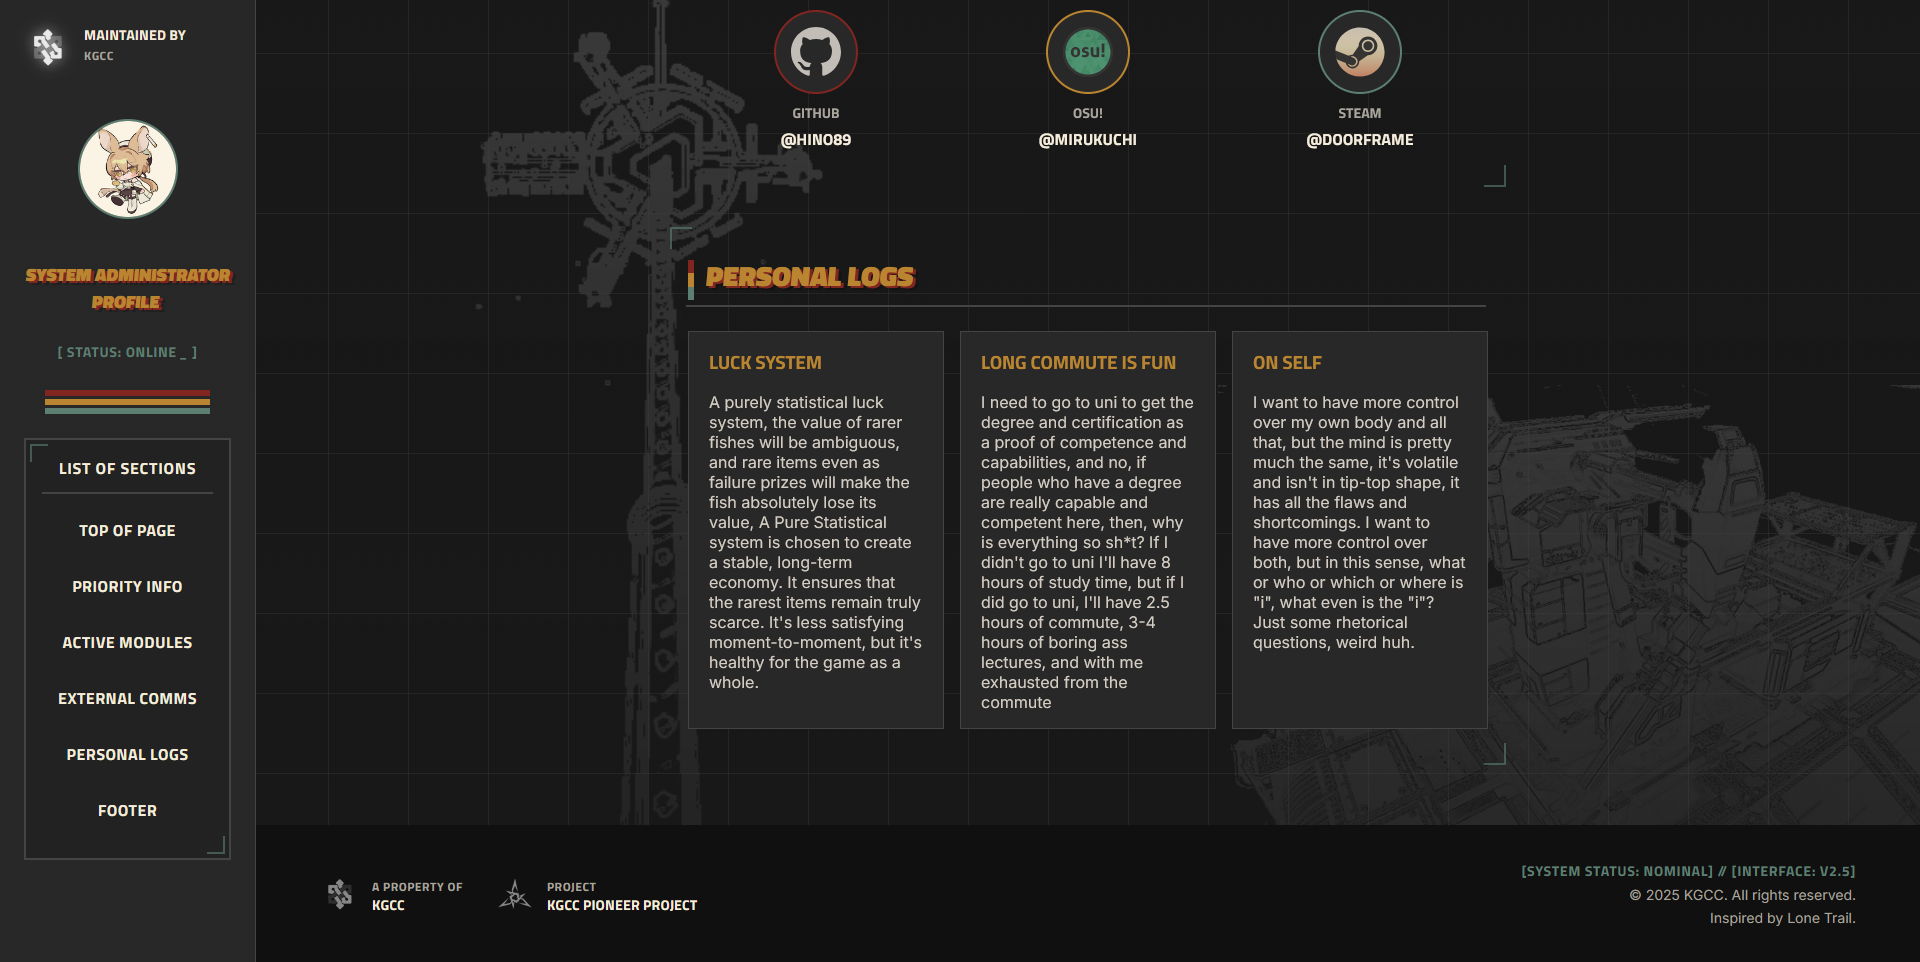 MAINTAINED BY
KGCC
SYSTEM ADMINISTRATOR
PROFILE
[ STATUS: ONLINE _ ]
LIST OF SECTIONS
TOP OF PAGE
PRIORITY INFO
ACTIVE MODULES
EXTERNAL COMMS
PERSONAL LOGS
FOOTER
osu!
GITHUB
@HINO89
OSU!
@MIRUKUCHI
STEAM
@DOORFRAME
PERSONAL LOGS
LUCK SYSTEM
A purely statistical luck
system, the value of rarer
fishes will be ambiguous,
and rare items even as
failure prizes will make the
fish absolutely lose its
value, A Pure Statistical
system is chosen to create
a stable, long-term
economy. It ensures that
the rarest items remain truly
scarce. It's less satisfying
moment-to-moment, but it's
healthy for the game as a
whole.
LONG COMMUTE IS FUN
I need to go to uni to get the
degree and certification as
a proof of competence and
capabilities, and no, if
people who have a degree
are really capable and
competent here, then, why
is everything so sh*t? If I
didn't go to uni I'll have 8
hours of study time, but if I
did go to uni, I'll have 2.5
hours of commute, 3-4
hours of boring ass
lectures, and with me
exhausted from the
commute
ON SELF
I want to have more control
over my own body and all
that, but the mind is pretty
much the same, it's volatile
and isn't in tip-top shape, it
has all the flaws and
shortcomings. I want to
have more control over
both, but in this sense, what
or who or which or where is
"i", what even is the "i"?
Just some rhetorical
questions, weird huh.
A PROPERTY OF
KGCC
PROJECT
KGCC PIONEER PROJECT
[SYSTEM STATUS: NOMINAL] // [INTERFACE: V2.5]
© 2025 KGCC. All rights reserved.
Inspired by Lone Trail.